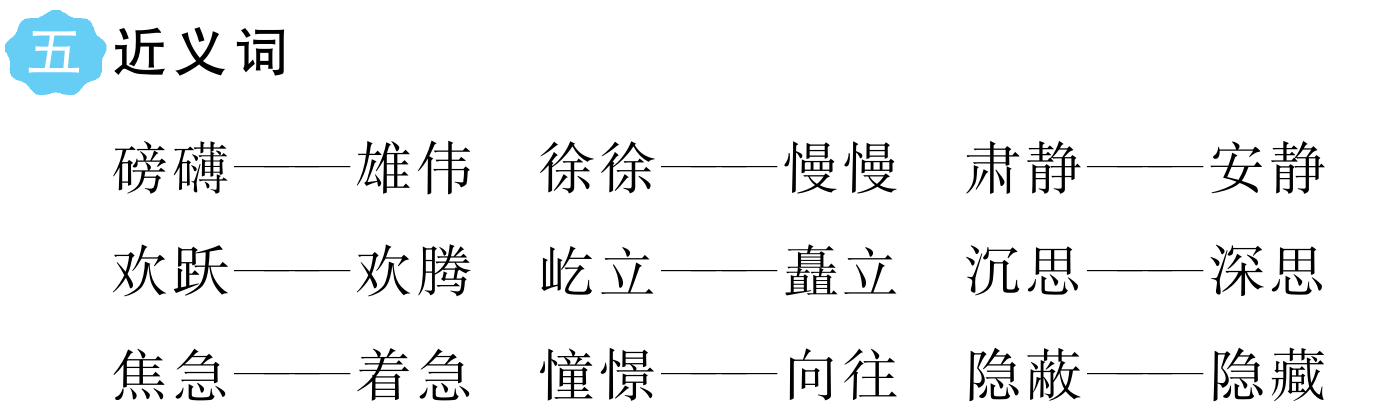 五 近义词
磅礴——雄伟 徐徐——慢慢 肃静——安静
欢跃——欢腾 屹立——矗立 沉思——深思
焦急——着急 憧憬——向往 隐蔽——隐藏